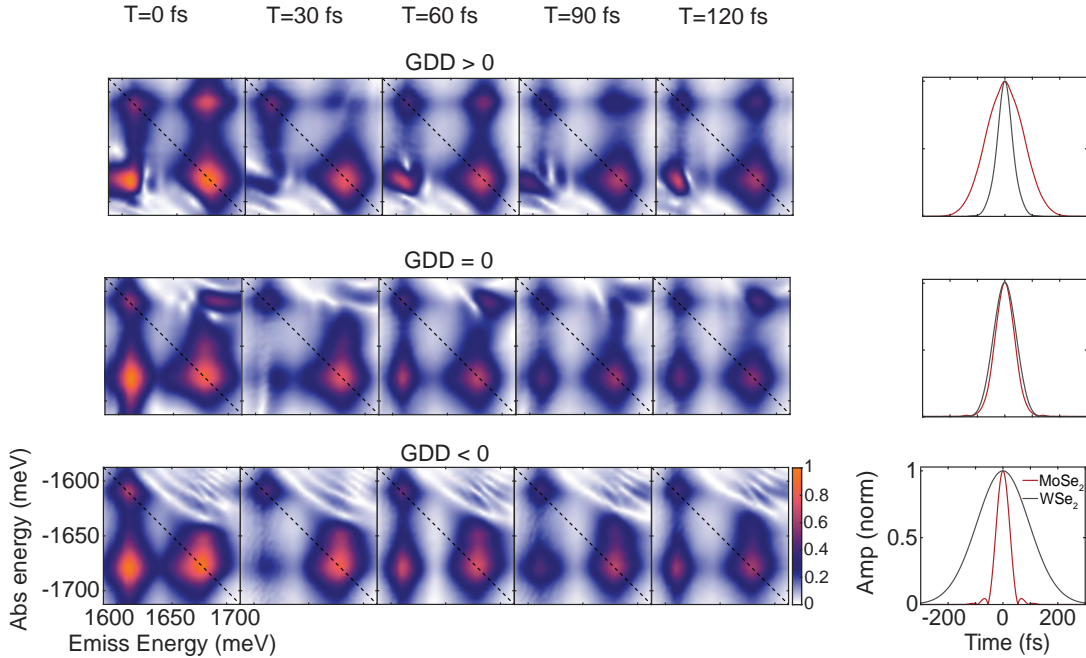 T=0 fs T=30 fs T=60 fs T=90 fs T=120 fs
GDD > 0
GDD = 0
GDD < 0
Abs energy (meV)
-1600
-1650
-1700
1600 1650 1700
Emiss Energy (meV)
1
0.8
0.6
0.4
0.2
0
Amp (norm)
1
0.5
0
MoSe₂
WSe₂
-200 0 200
Time (fs)